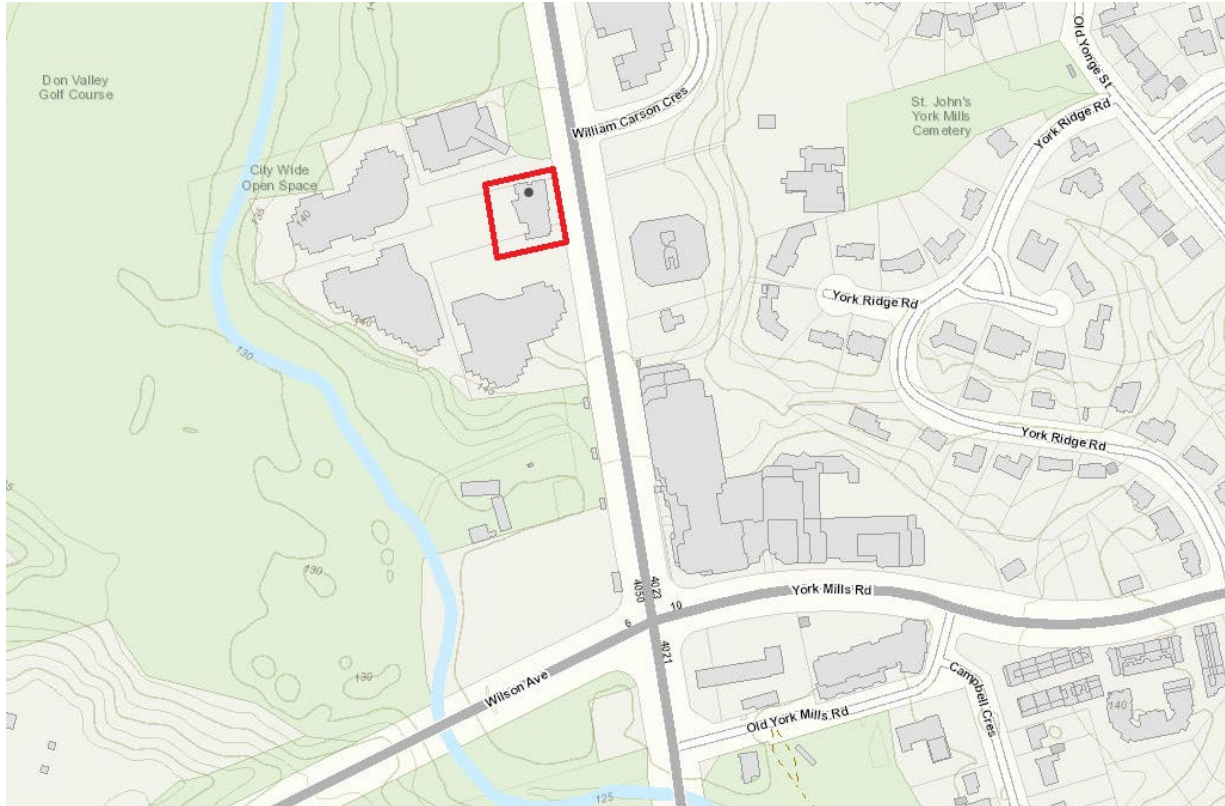 Old Yonge St
Don Valley
Golf Course
St. John's
York Mills
Cemetery
York Ridge Rd
William Carson Cres
City Wide
Open Space
135
140
York Ridge Rd
140
130
145
York Ridge Rd
130
4050
4023
York Mills Rd
10
6
4021
130
Wilson Ave
Campbell Cres
140
Old York Mills Rd
125